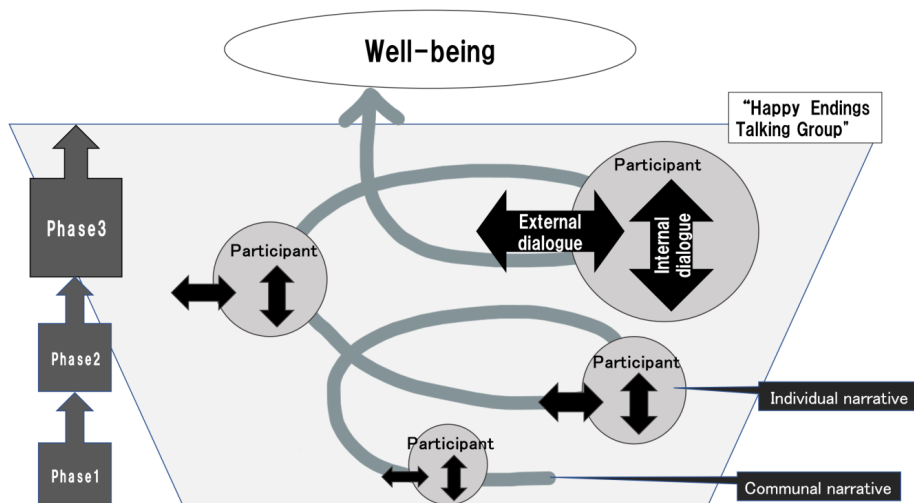 Well-being
“Happy Endings
Talking Group”
Participant
External
dialogue
Internal
dialogue
Phase3
Participant
Phase2
Participant
Individual narrative
Participant
Phase1
Communal narrative